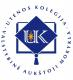 UTENOS KOLEGIJA
VALSTYBINĖ AUKŠTOJI MOKYKLA
UK